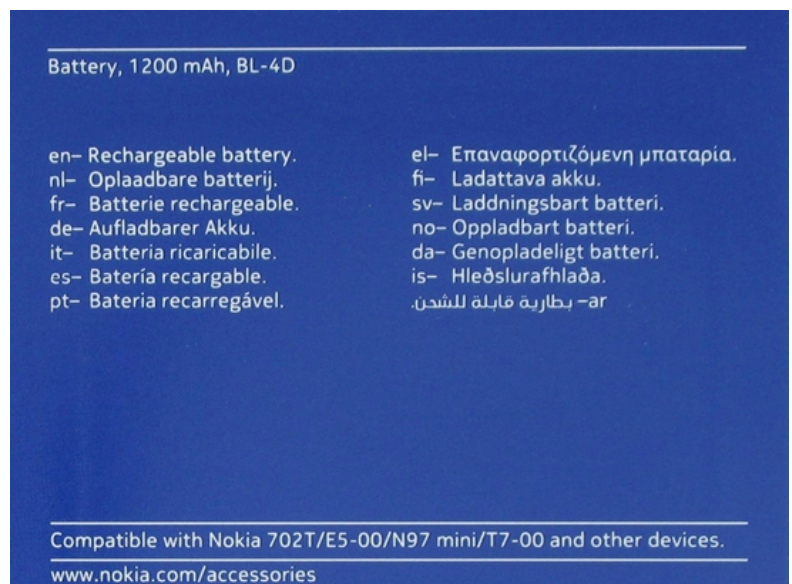 Battery, 1200 mAh, BL-4D
en– Rechargeable battery.
nl– Oplaadbare batterij.
fr– Batterie rechargeable.
de– Aufladbarer Akku.
it– Batteria ricaricabile.
es– Batería recargable.
pt– Bateria recarregável.
el– Επαναφορτιζόμενη μπαταρία.
fi– Ladattava akku.
sv– Laddningsbart batteri.
no– Oppladbart batteri.
da– Genopladeligt batteri.
is– Hleðslurafhlaða.
ar– بطارية قابلة للشحن.
Compatible with Nokia 702T/E5-00/N97 mini/T7-00 and other devices.
www.nokia.com/accessories